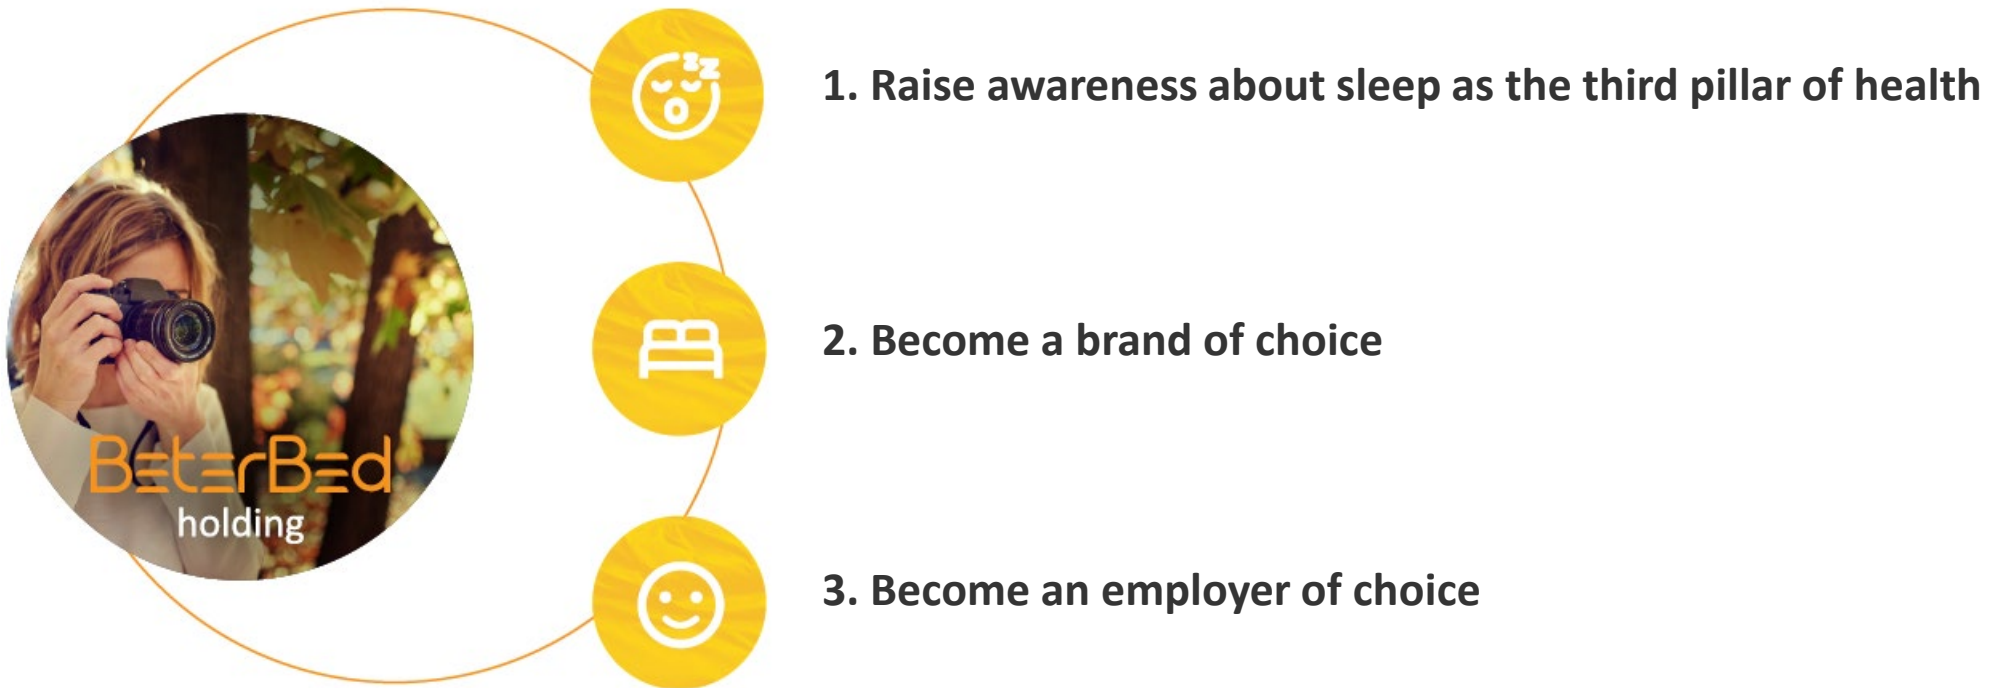 1. Raise awareness about sleep as the third pillar of health
2. Become a brand of choice
BeterBed
holding
3. Become an employer of choice